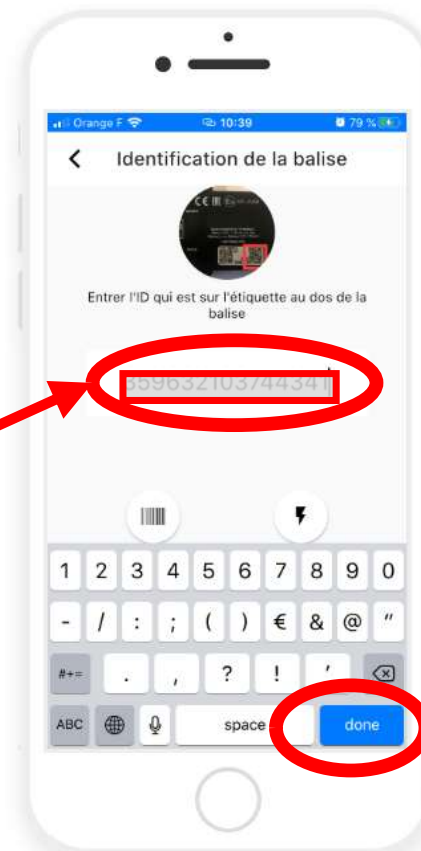 Orange F 10:39 79 %
Identification de la balise
Entrer l'ID qui est sur l'étiquette au dos de la
balise
359632103744341
1 2 3 4 5 6 7 8 9 0
- / : ; ( ) € & @ "
#+= . , ? ! '
ABC space done